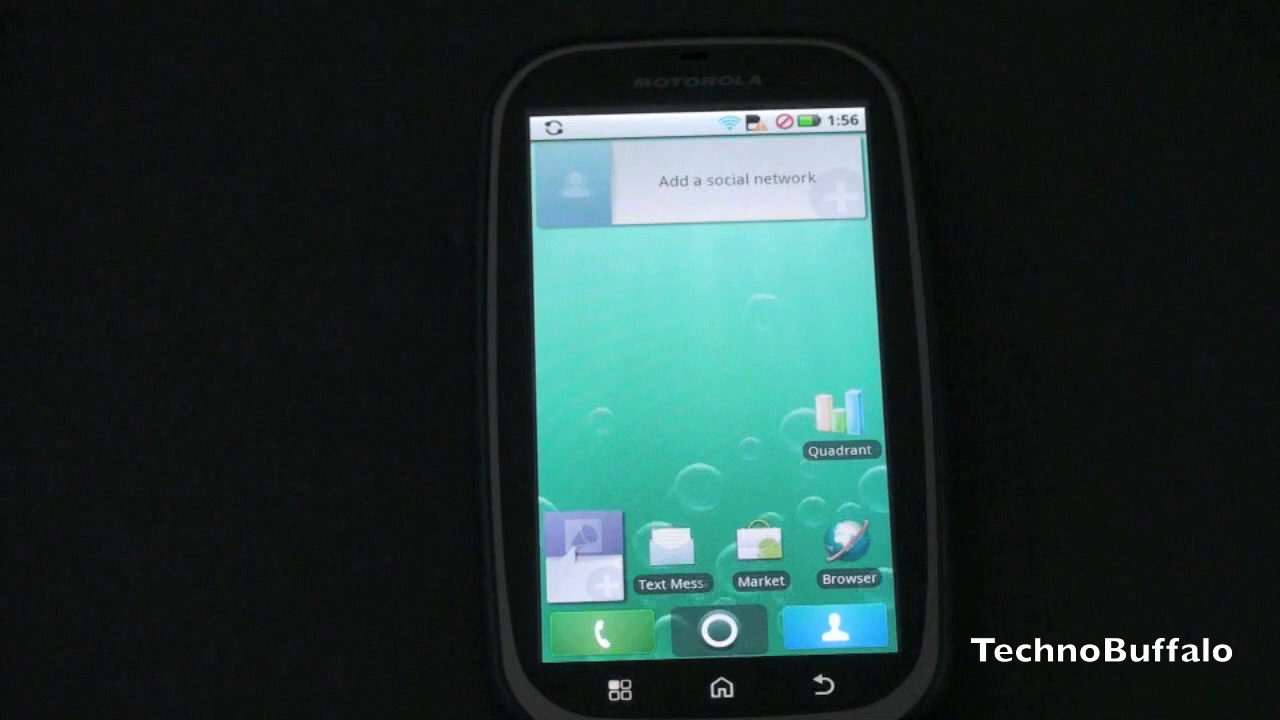 MOTOROLA
1:56
Add a social network
Quadrant
Text Mess
Market
Browser
TechnoBuffalo